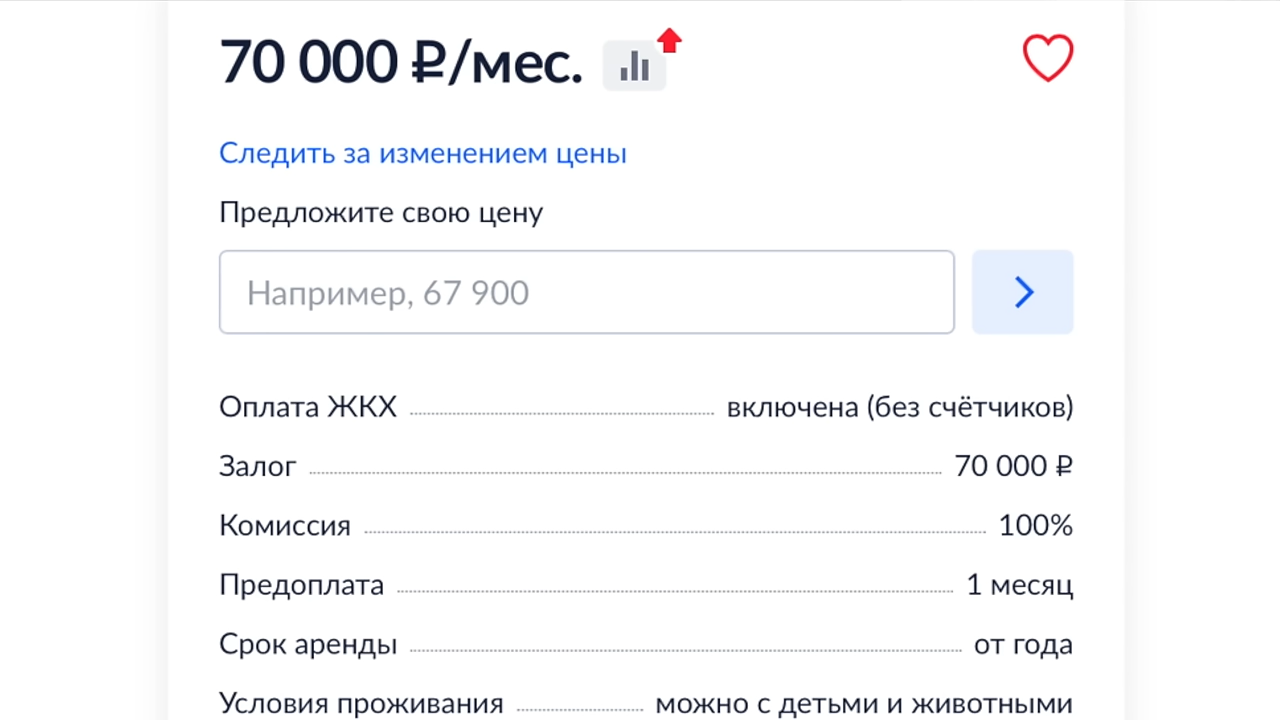 70 000 ₽/мес.
Следить за изменением цены
Предложите свою цену
Например, 67 900
Оплата ЖКХ включена (без счётчиков)
Залог 70 000 ₽
Комиссия 100%
Предоплата 1 месяц
Срок аренды от года
Условия проживания можно с детьми и животными